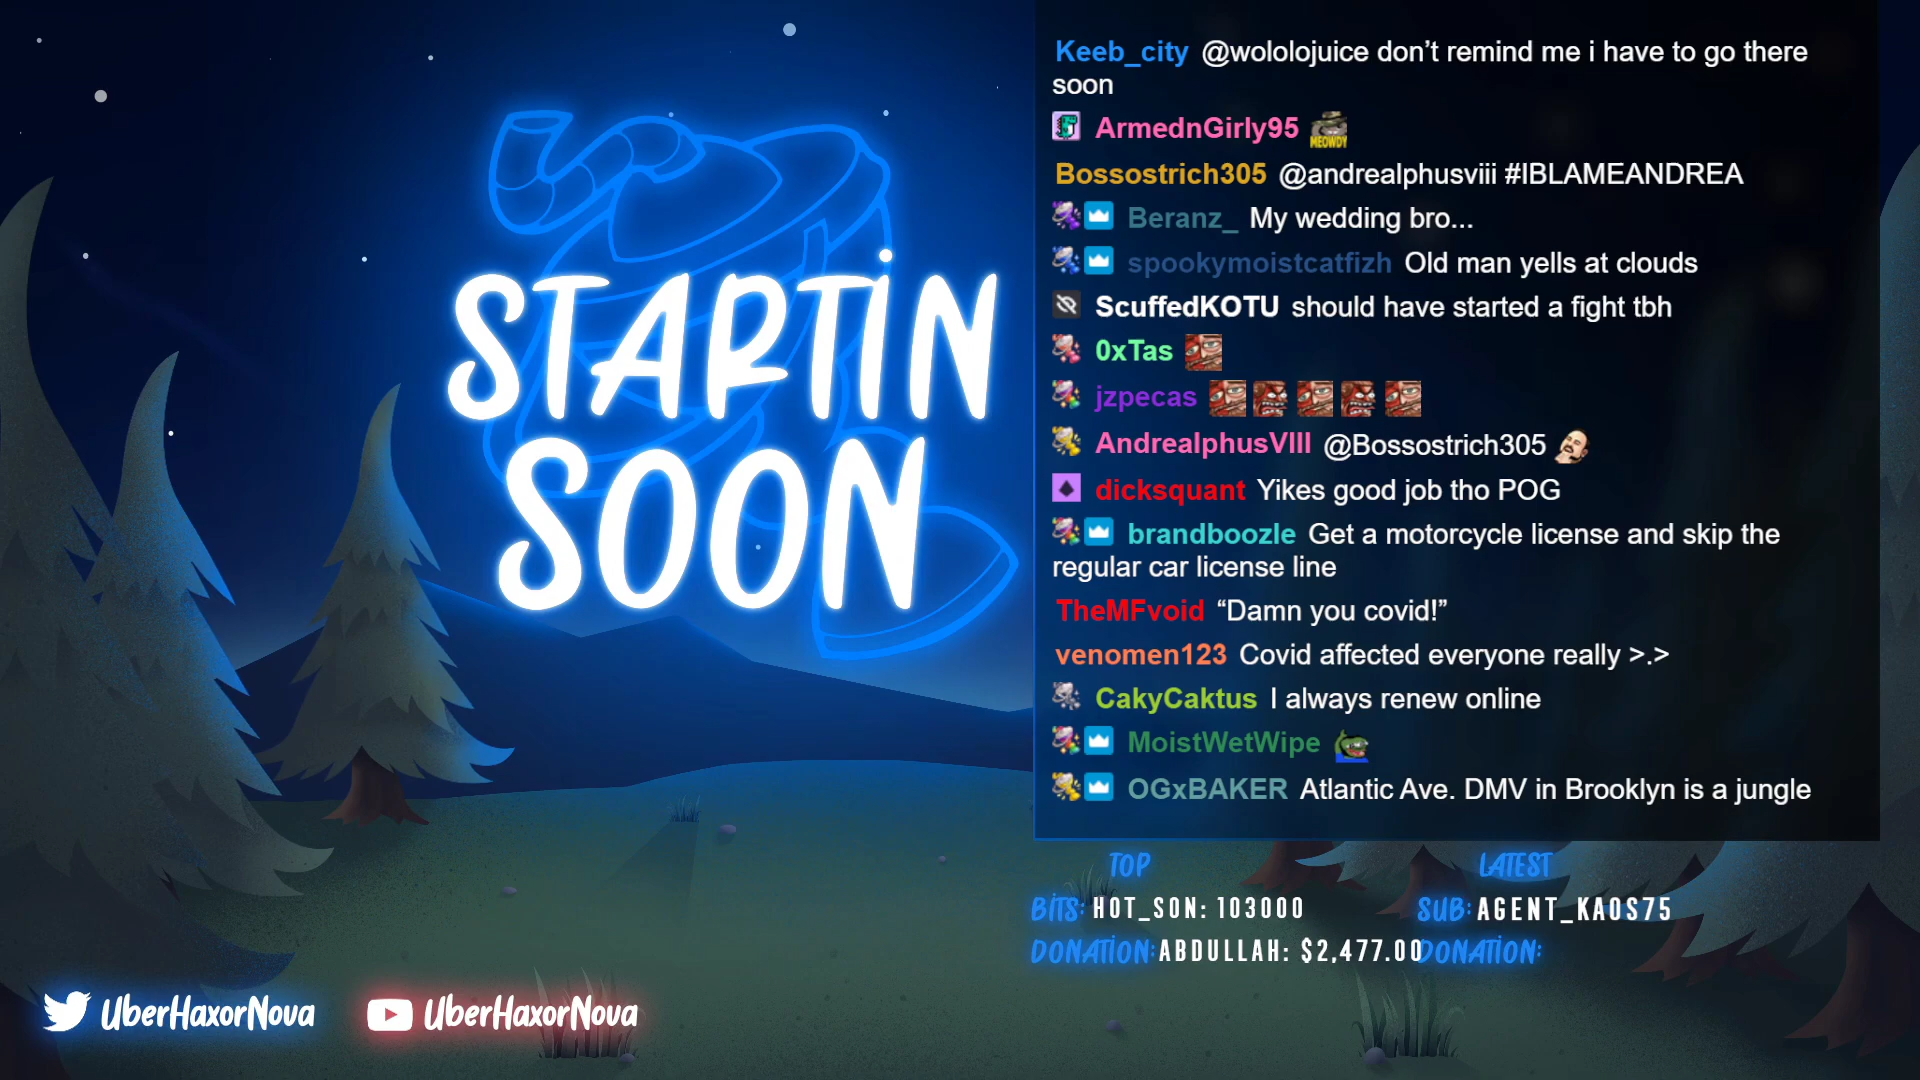 STARTIN
SOON
Keeb_city @wololojuice don’t remind me i have to go there
soon
ArmednGirly95 MEOWDY
Bossostrich305 @andrealphusviii #IBLAMEANDREA
Beranz_ My wedding bro...
spookymoistcatfizh Old man yells at clouds
ScuffedKOTU should have started a fight tbh
0xTas
jzpecas
AndrealphusVIII @Bossostrich305
dicksquant Yikes good job tho POG
brandboozle Get a motorcycle license and skip the
regular car license line
TheMFvoid “Damn you covid!”
venomen123 Covid affected everyone really >.>
CakyCaktus I always renew online
MoistWetWipe
OGxBAKER Atlantic Ave. DMV in Brooklyn is a jungle
TOP
BITS: HOT_SON: 103000
DONATION: ABDULLAH: $2,477.00
LATEST
SUB: AGENT_KAOS75
DONATION:
UberHaxorNova
UberHaxorNova